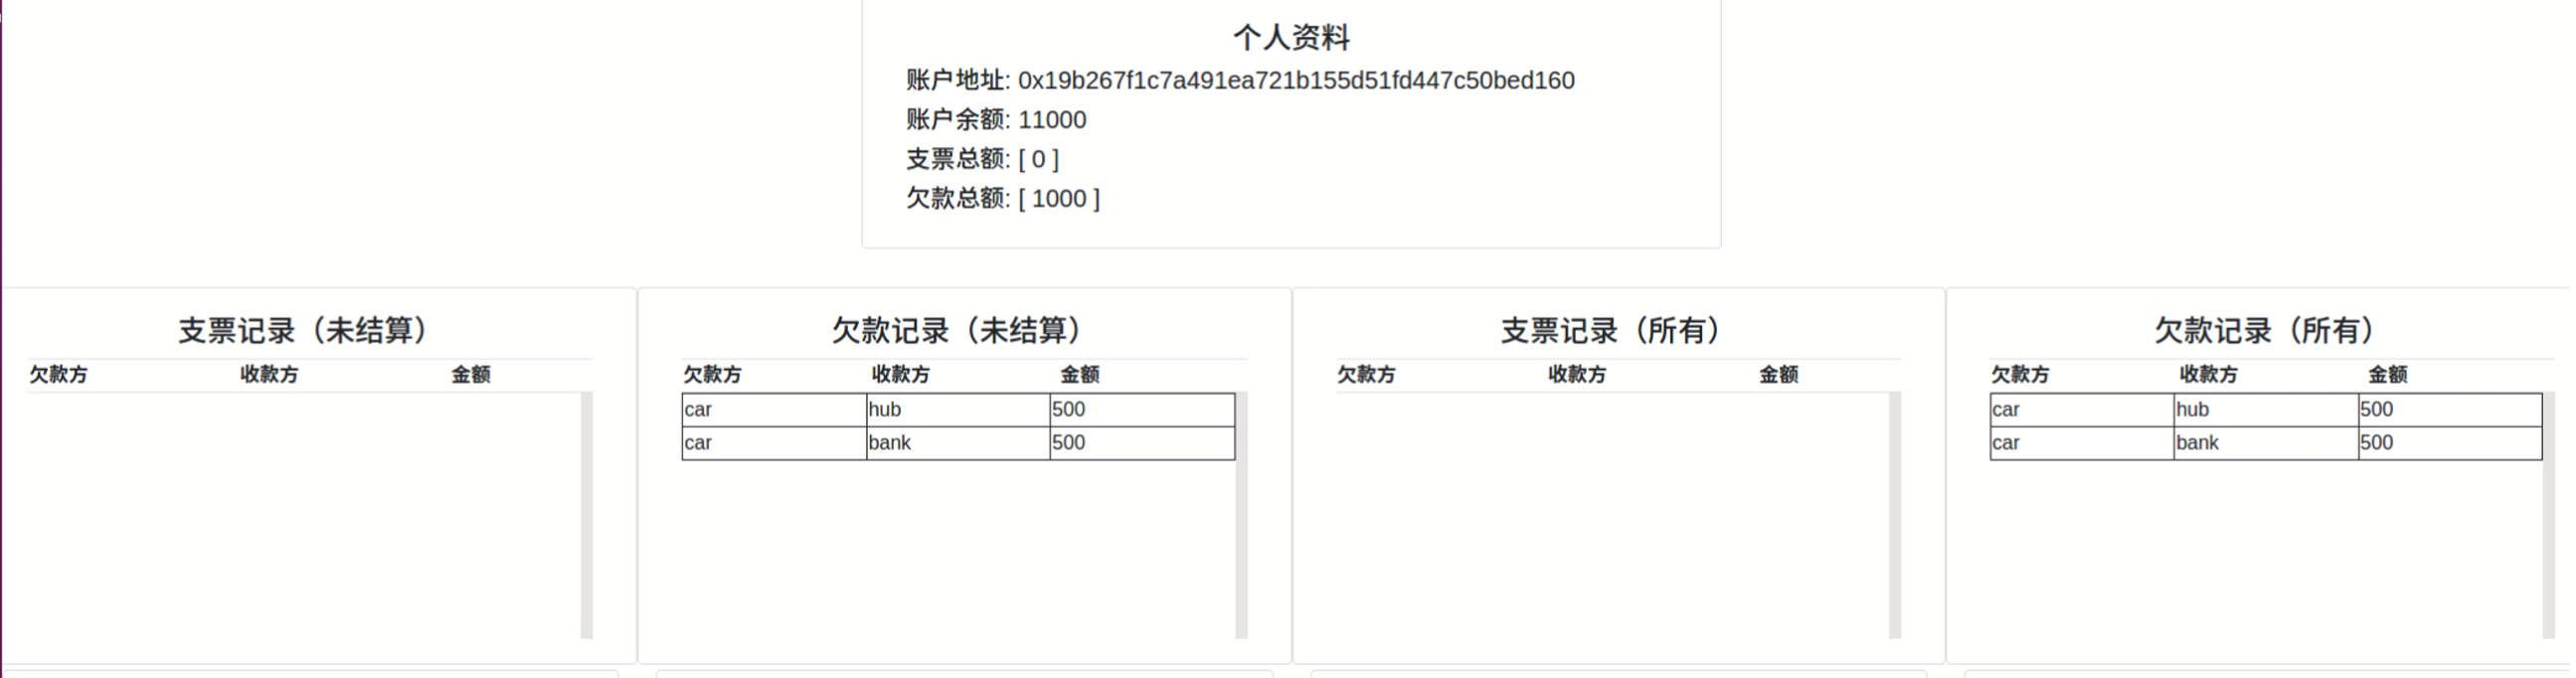 个人资料
账户地址: 0x19b267f1c7a491ea721b155d51fd447c50bed160
账户余额: 11000
支票总额: [ 0 ]
欠款总额: [ 1000 ]
支票记录（未结算）
欠款方 收款方 金额
欠款记录（未结算）
欠款方 收款方 金额
car hub 500
car bank 500
支票记录（所有）
欠款方 收款方 金额
欠款记录（所有）
欠款方 收款方 金额
car hub 500
car bank 500